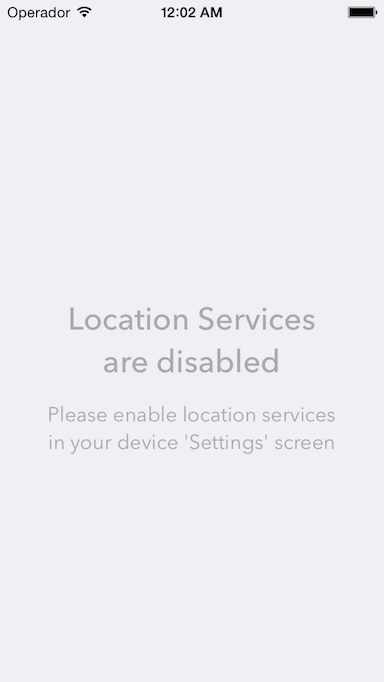 Operador 12:02 AM
Location Services
are disabled
Please enable location services
in your device 'Settings' screen